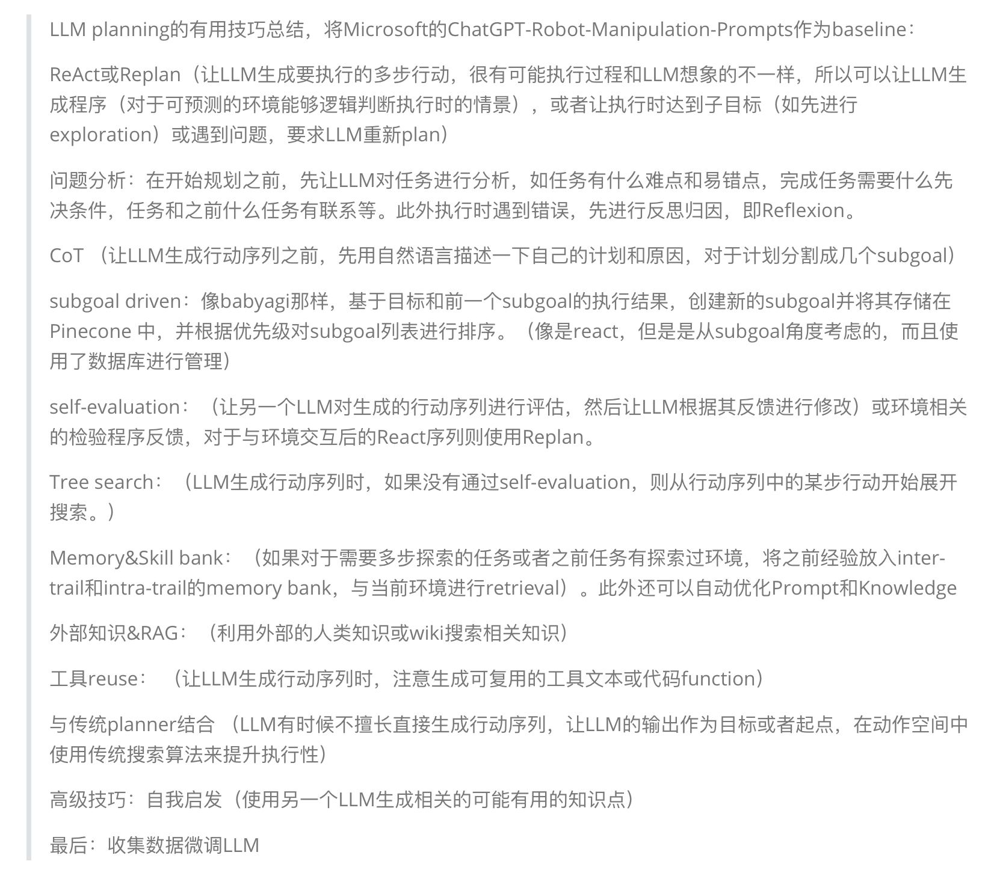 LLM planning的有用技巧总结，将Microsoft的ChatGPT-Robot-Manipulation-Prompts作为baseline：
ReAct或Replan（让LLM生成要执行的多步行动，很有可能执行过程和LLM想象的不一样，所以可以让LLM生
成程序（对于可预测的环境能够逻辑判断执行时的情景），或者让执行时达到子目标（如先进行
exploration）或遇到问题，要求LLM重新plan）
问题分析：在开始规划之前，先让LLM对任务进行分析，如任务有什么难点和易错点，完成任务需要什么先
决条件，任务和之前什么任务有联系等。此外执行时遇到错误，先进行反思归因，即Reflexion。
CoT （让LLM生成行动序列之前，先用自然语言描述一下自己的计划和原因，对于计划分割成几个subgoal）
subgoal driven：像babyagi那样，基于目标和前一个subgoal的执行结果，创建新的subgoal并将其存储在
Pinecone 中，并根据优先级对subgoal列表进行排序。（像是react，但是是从subgoal角度考虑的，而且使
用了数据库进行管理）
self-evaluation：（让另一个LLM对生成的行动序列进行评估，然后让LLM根据其反馈进行修改）或环境相关
的检验程序反馈，对于与环境交互后的React序列则使用Replan。
Tree search：（LLM生成行动序列时，如果没有通过self-evaluation，则从行动序列中的某步行动开始展开
搜索。）
Memory&Skill bank：（如果对于需要多步探索的任务或者之前任务有探索过环境，将之前经验放入inter-
trail和intra-trail的memory bank，与当前环境进行retrieval）。此外还可以自动优化Prompt和Knowledge
外部知识&RAG：（利用外部的人类知识或wiki搜索相关知识）
工具reuse： （让LLM生成行动序列时，注意生成可复用的工具文本或代码function）
与传统planner结合 （LLM有时候不擅长直接生成行动序列，让LLM的输出作为目标或者起点，在动作空间中
使用传统搜索算法来提升执行性）
高级技巧：自我启发（使用另一个LLM生成相关的可能有用的知识点）
最后：收集数据微调LLM